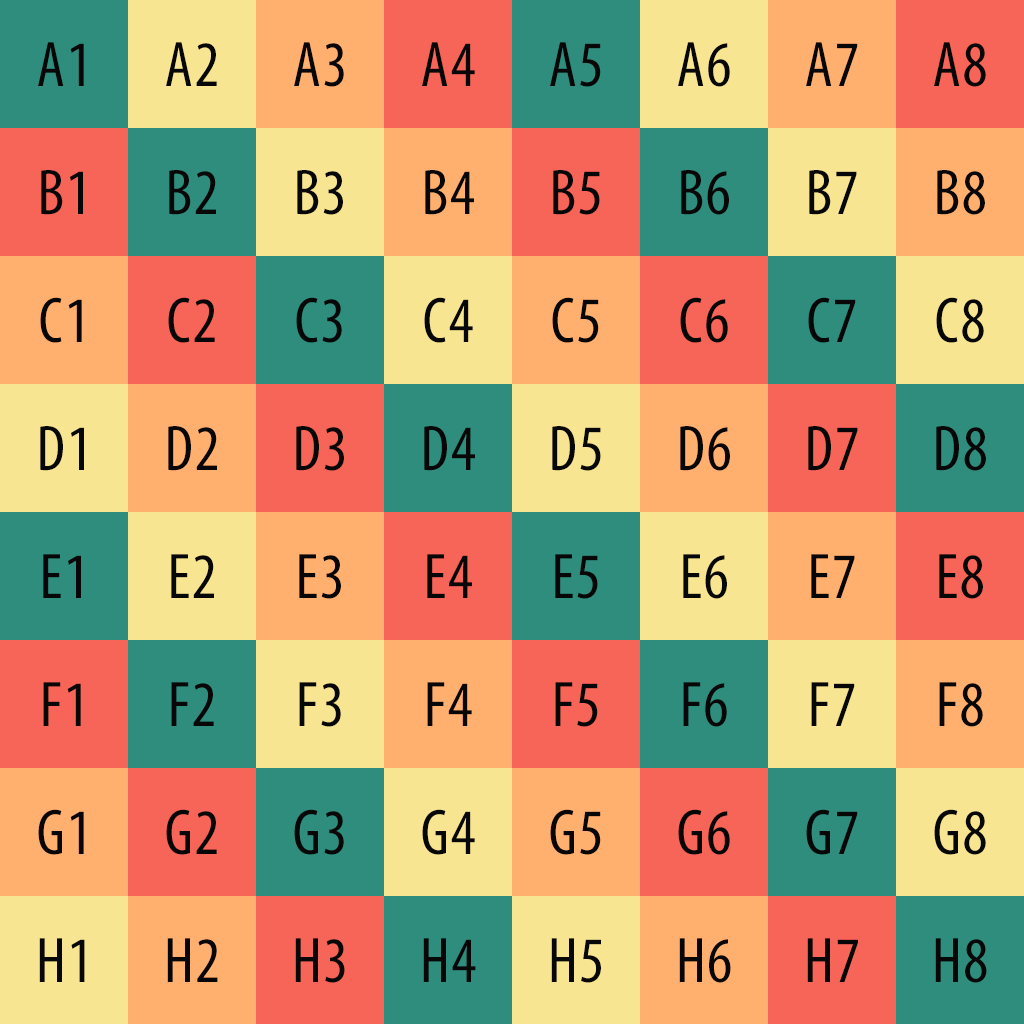 A1 A2 A3 A4 A5 A6 A7 A8
B1 B2 B3 B4 B5 B6 B7 B8
C1 C2 C3 C4 C5 C6 C7 C8
D1 D2 D3 D4 D5 D6 D7 D8
E1 E2 E3 E4 E5 E6 E7 E8
F1 F2 F3 F4 F5 F6 F7 F8
G1 G2 G3 G4 G5 G6 G7 G8
H1 H2 H3 H4 H5 H6 H7 H8